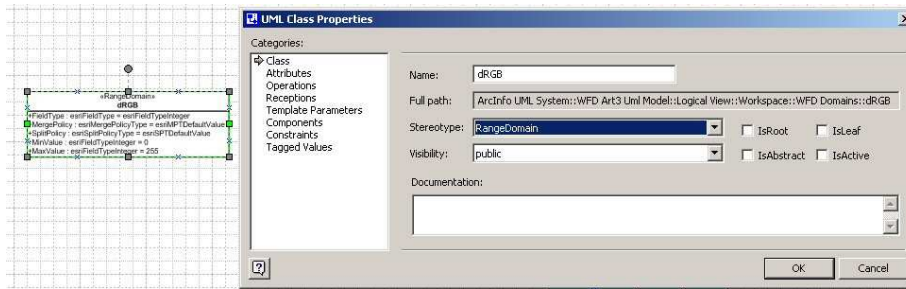 «RangeDomain»
dRGB
+FieldType : esriFieldType = esriFieldTypeInteger
+MergePolicy : esriMergePolicyType = esriMPTDefaultValue
+SplitPolicy : esriSplitPolicyType = esriSPTDefaultValue
+MinValue : esriFieldTypeInteger = 0
+MaxValue : esriFieldTypeInteger = 255
UML Class Properties
Categories:
Class
Attributes
Operations
Receptions
Template Parameters
Components
Constraints
Tagged Values
Name: dRGB
Full path: ArcInfo UML System::WFD Art3 Uml Model::Logical View::Workspace::WFD Domains::dRGB
Stereotype: RangeDomain IsRoot IsLeaf
Visibility: public IsAbstract IsActive
Documentation:
? OK Cancel